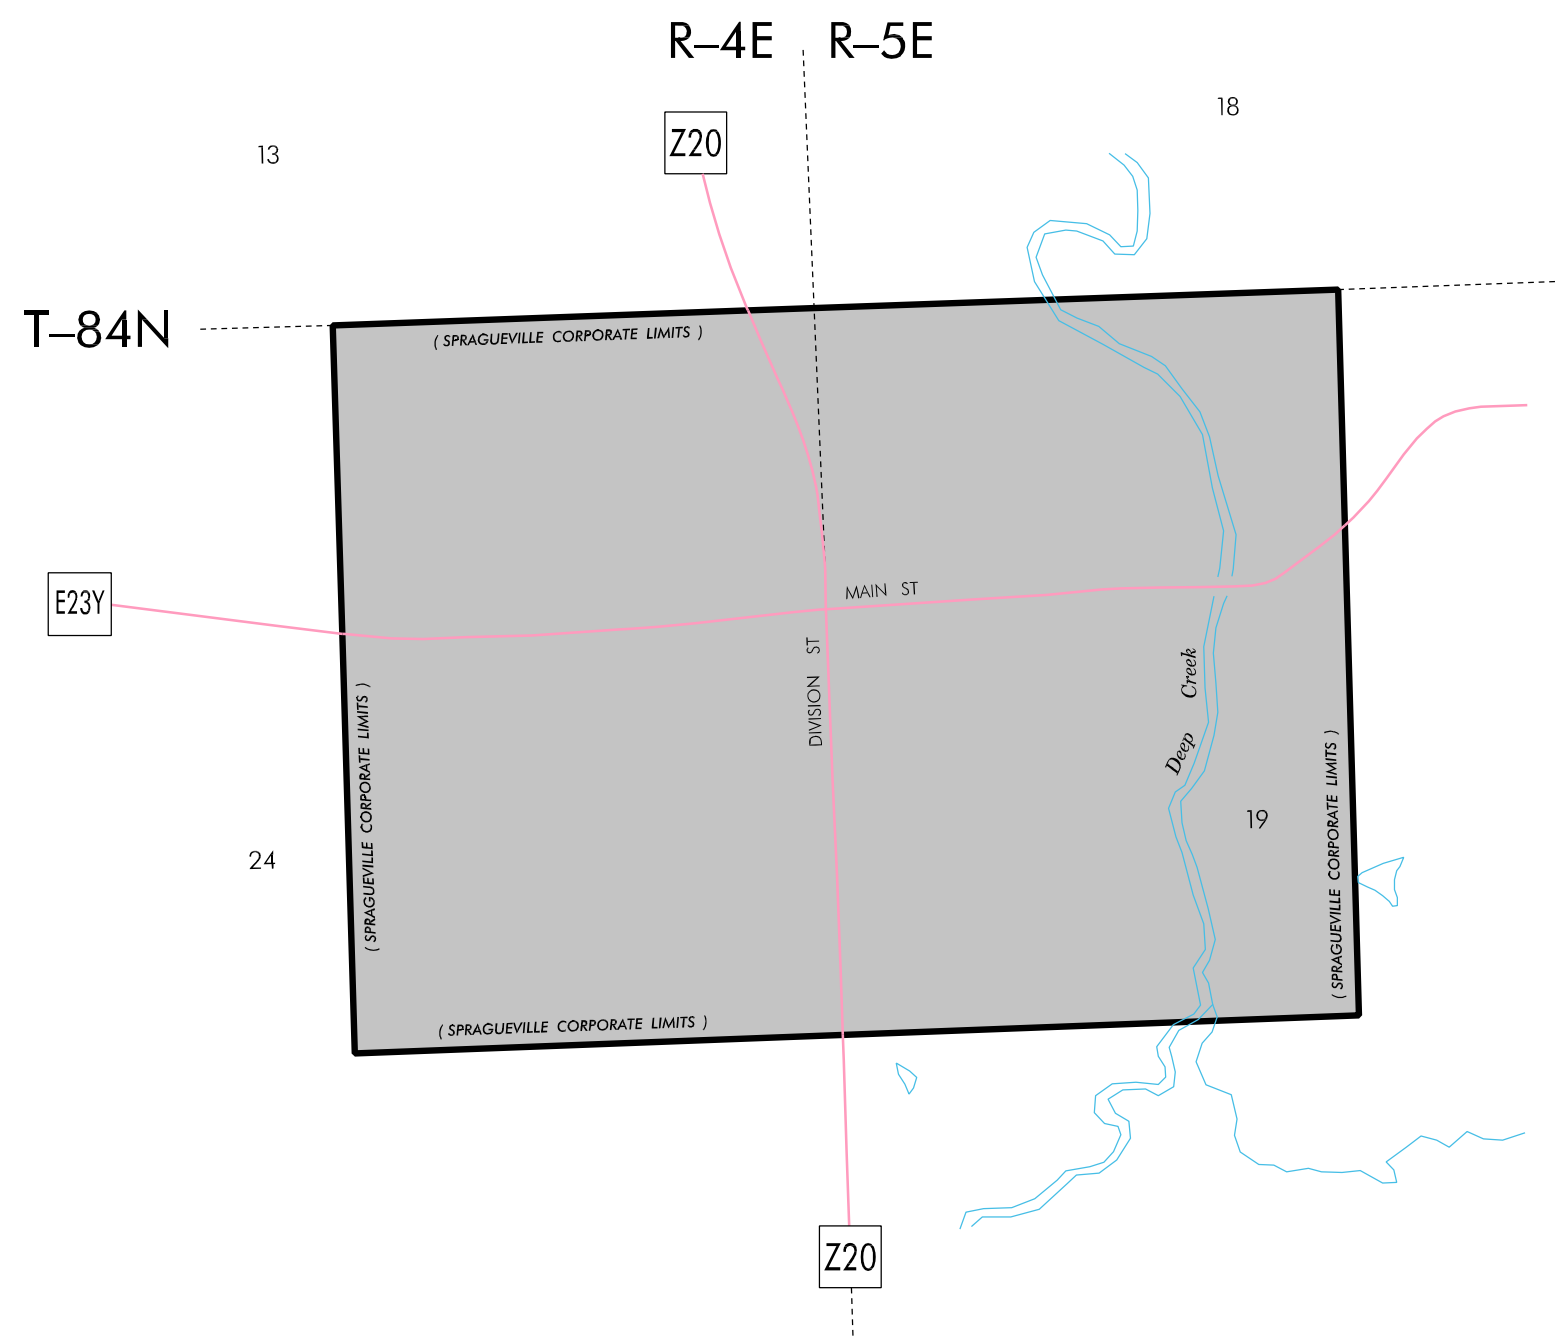 R–4E
R–5E
18
13
Z20
T–84N
( SPRAGUEVILLE CORPORATE LIMITS )
E23Y
MAIN ST
DIVISION ST
Deep Creek
( SPRAGUEVILLE CORPORATE LIMITS )
( SPRAGUEVILLE CORPORATE LIMITS )
19
24
( SPRAGUEVILLE CORPORATE LIMITS )
Z20